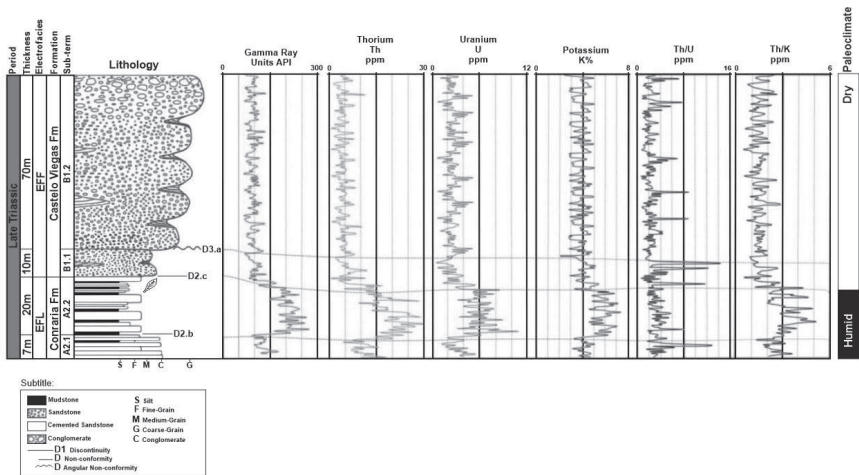 Period
Thickness
Electrofacies
Formation
Sub-term
Lithology
Gamma Ray
Units API
0 300
Thorium
Th
ppm
0 30
Uranium
U
ppm
0 12
Potassium
K%
0 8
Th/U
ppm
0 16
Th/K
ppm
0 6
Paleoclimate
Late Triassic
70m
10m
20m
7m
EFF
EFL
Castelo Viegas Fm
Conraria Fm
B1.2
B1.1
A2.2
A2.1
D3.a
D2.c
D2.b
Dry
Humid
S F M C G
Subtitle:
Mudstone
Sandstone
Cemented Sandstone
Conglomerate
D1 Discontinuity
D Non-conformity
D Angular Non-conformity
S Silt
F Fine-Grain
M Medium-Grain
G Coarse-Grain
C Conglomerate